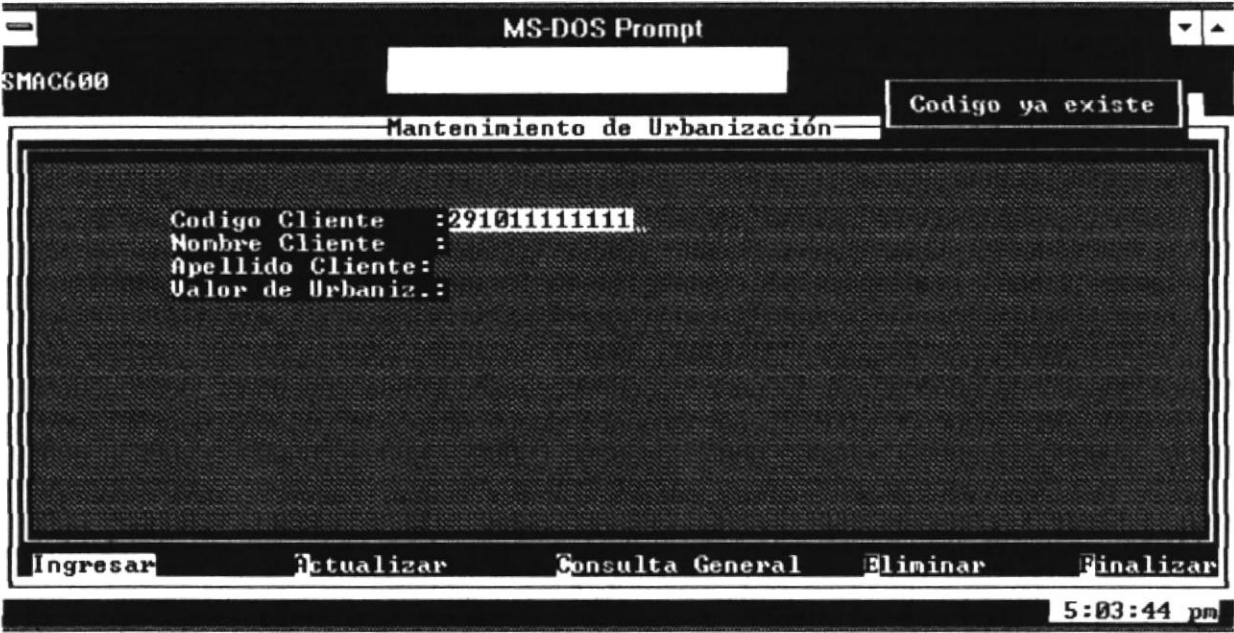 MS-DOS Prompt
SMAC600
Codigo ya existe
Mantenimiento de Urbanización
Codigo Cliente :291011111111
Nombre Cliente :
Apellido Cliente:
Valor de Urbaniz.:
Ingresar Actualizar Consulta General Eliminar Finalizar
5:03:44 pm